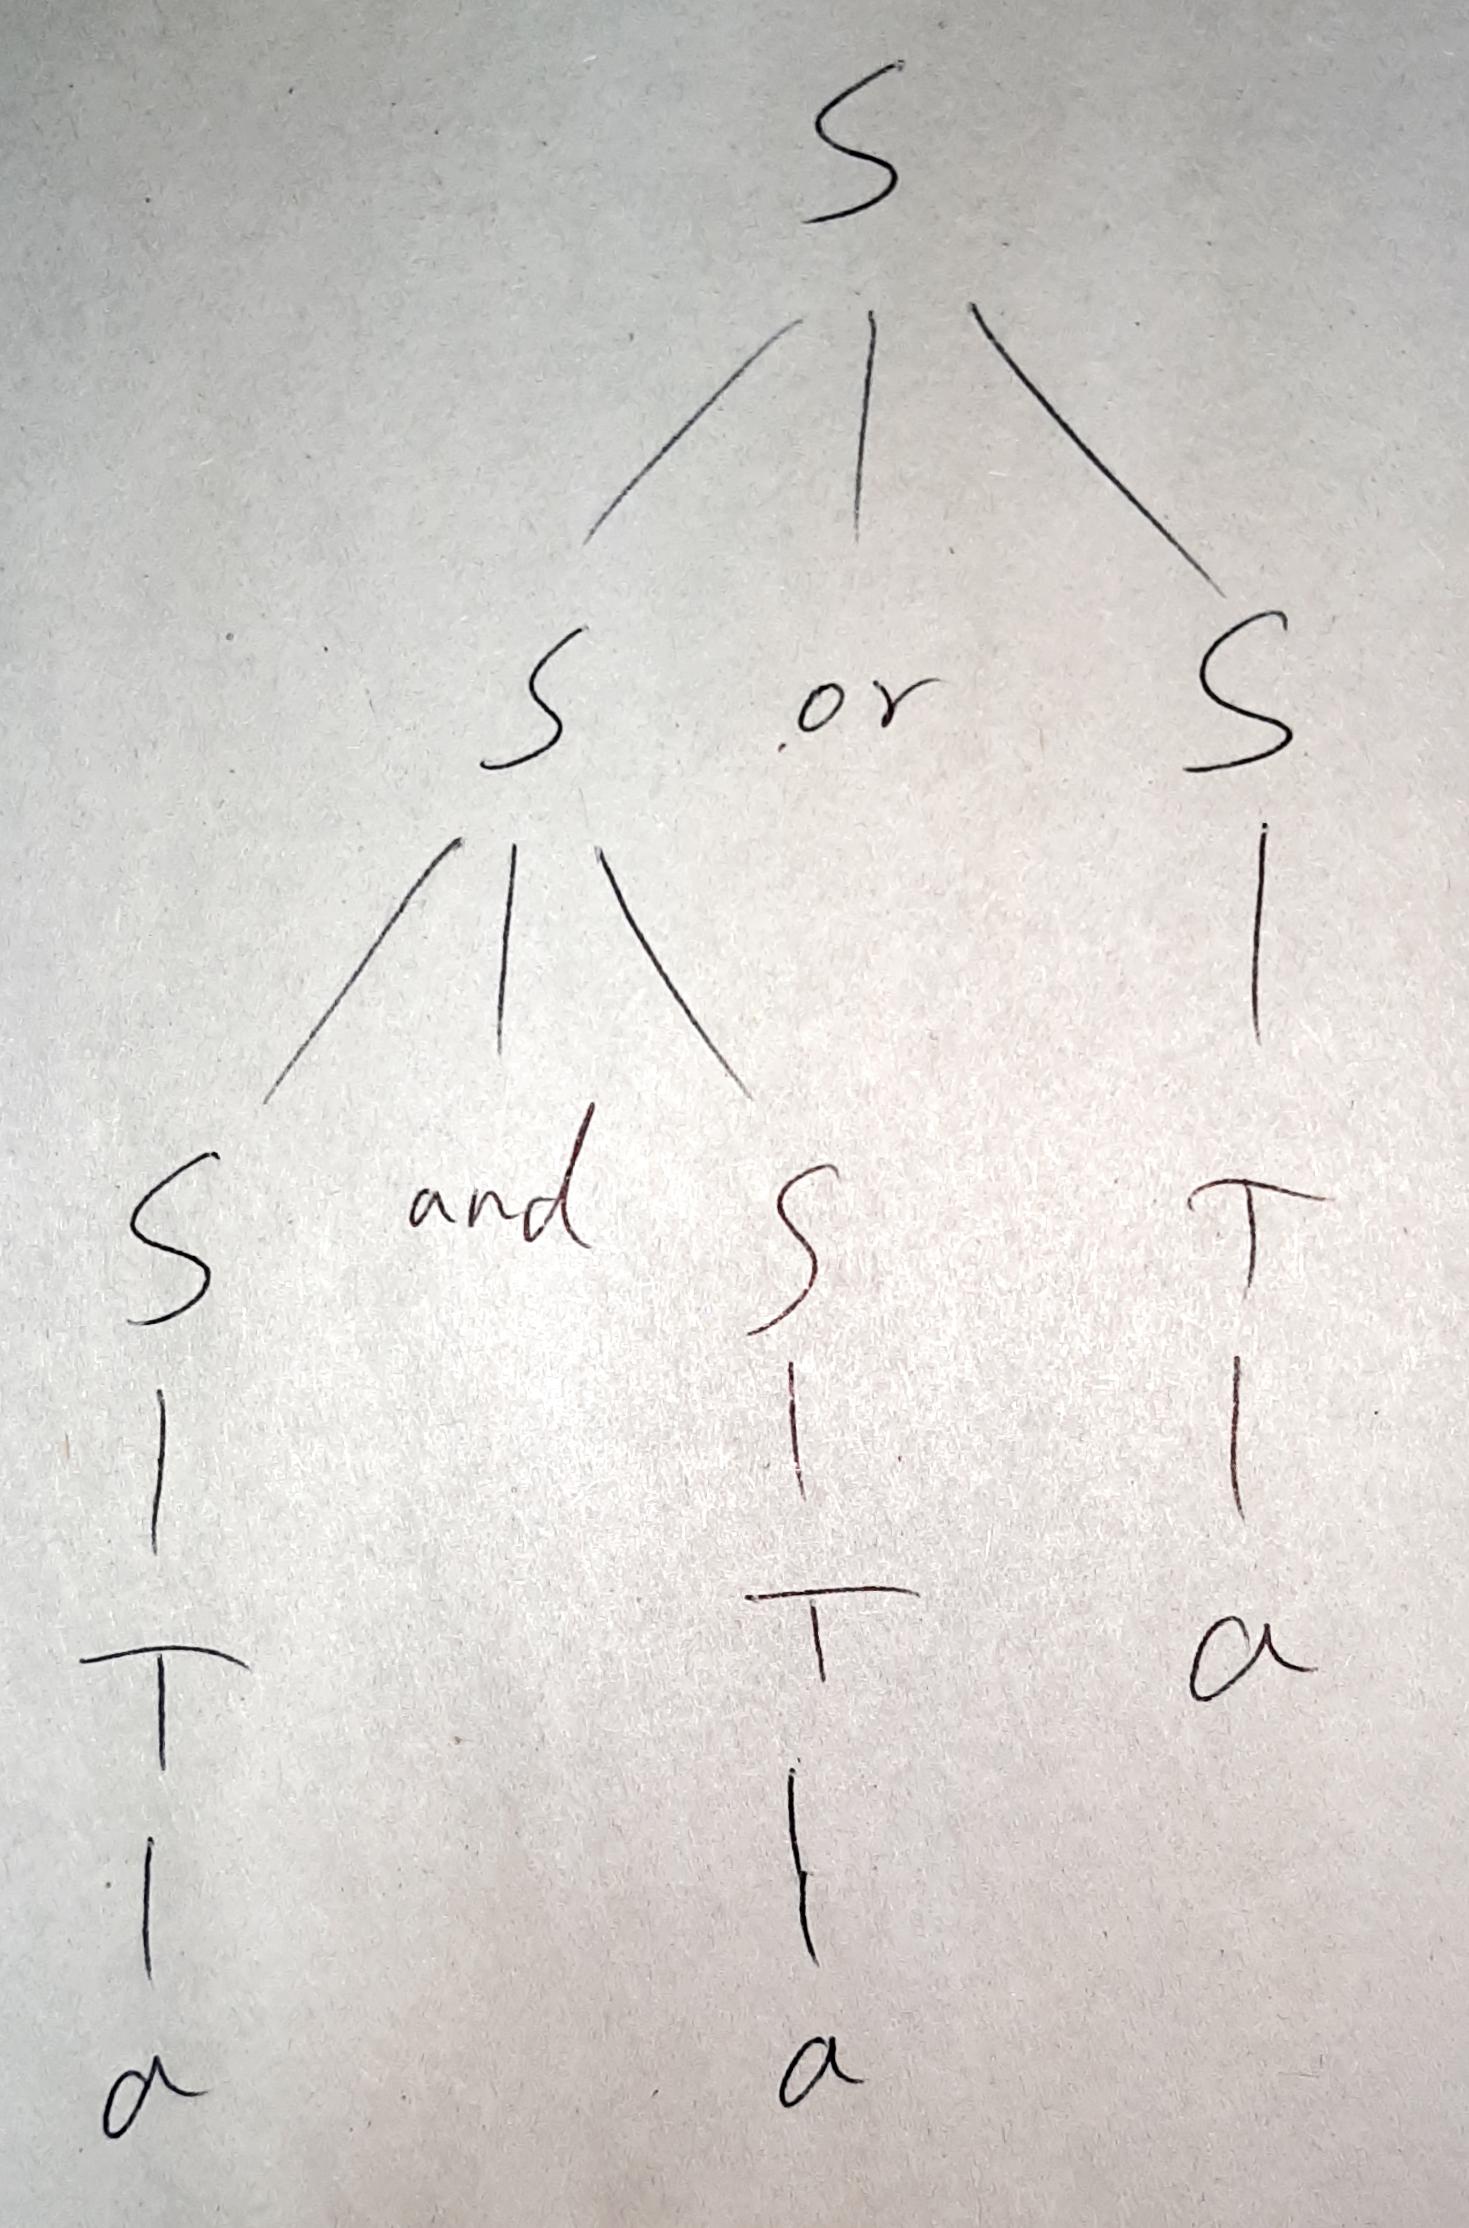 S
S or S
S and S T
T T a
a a